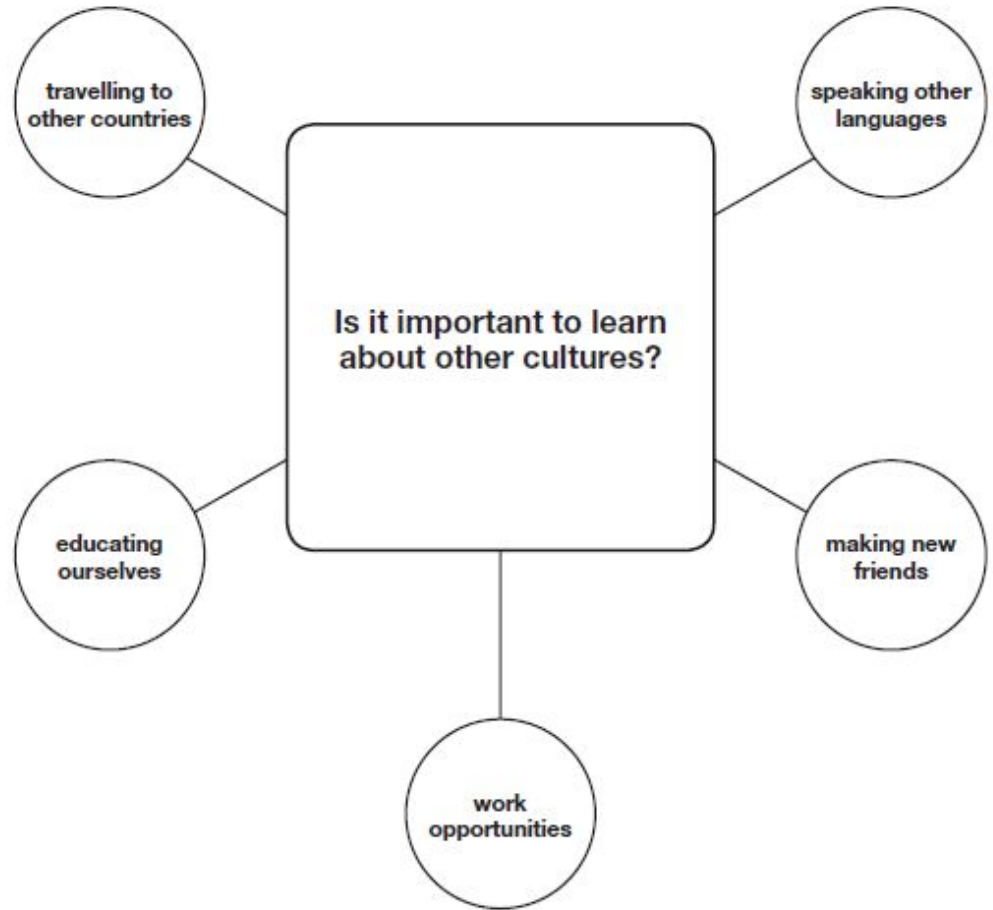 travelling to
other countries
speaking other
languages
Is it important to learn
about other cultures?
educating
ourselves
making new
friends
work
opportunities